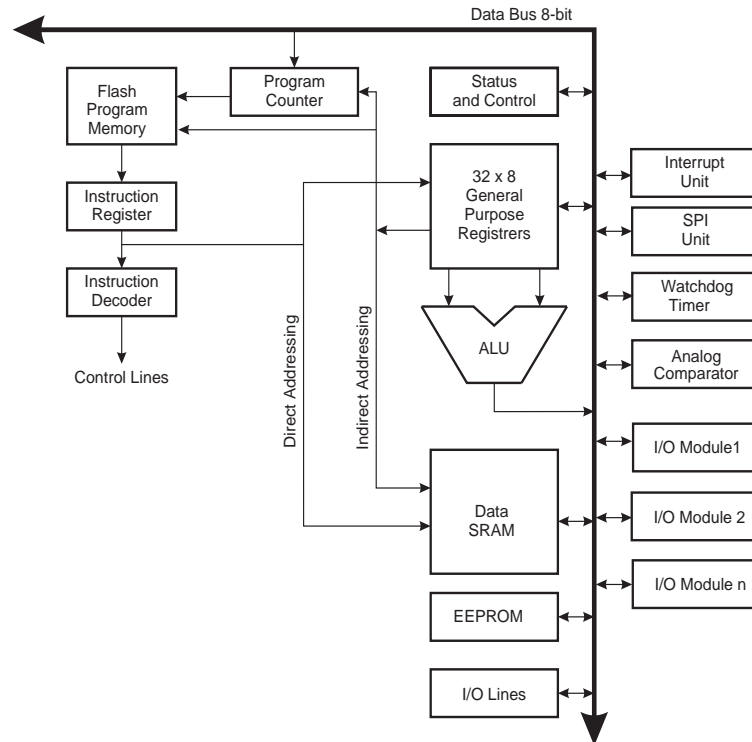 Data Bus 8-bit
Flash
Program
Memory
Program
Counter
Status
and Control
Instruction
Register
32 x 8
General
Purpose
Registrers
Interrupt
Unit
SPI
Unit
Instruction
Decoder
Watchdog
Timer
ALU
Analog
Comparator
Control Lines
Direct Addressing
Indirect Addressing
I/O Module1
Data
SRAM
I/O Module 2
I/O Module n
EEPROM
I/O Lines